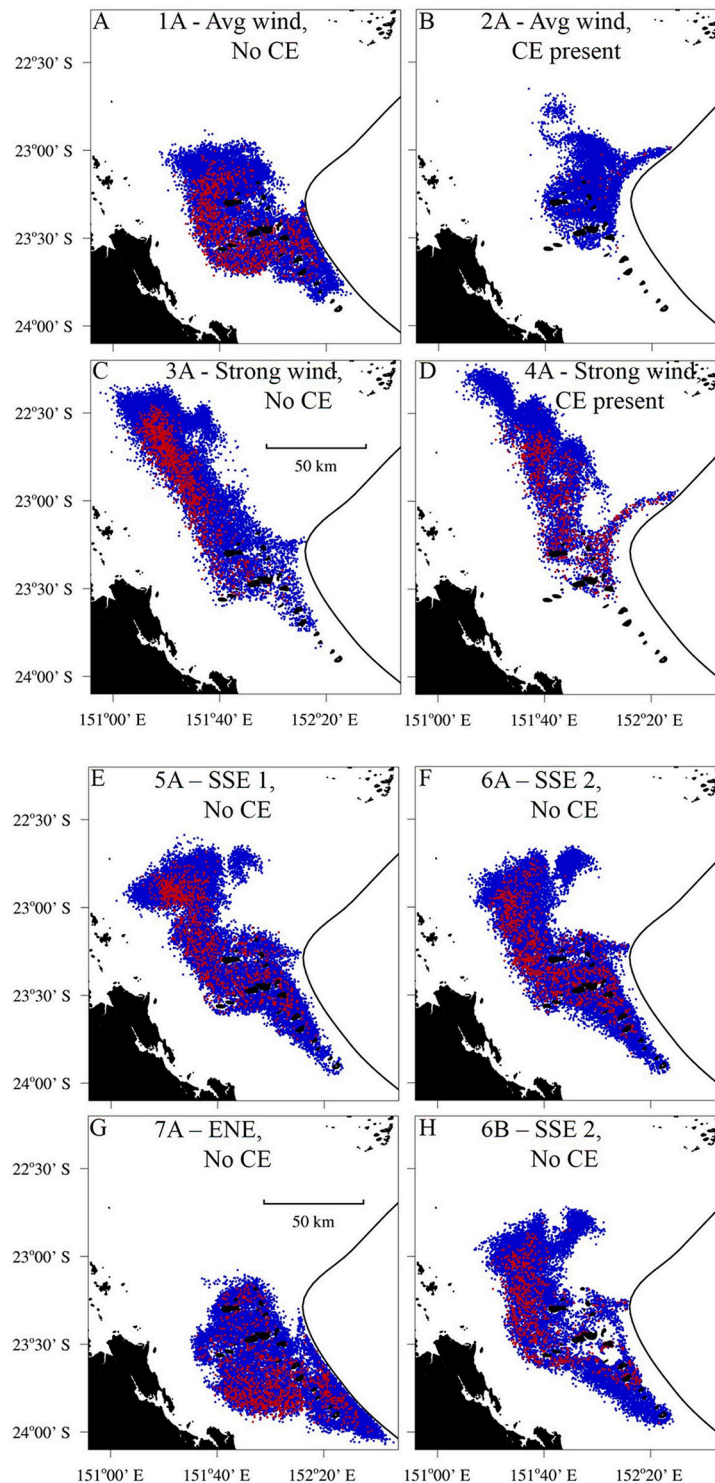 A
1A - Avg wind,
No CE
B
2A - Avg wind,
CE present
22°30’ S
23°00’ S
23°30’ S
24°00’ S
C
3A - Strong wind,
No CE
50 km
D
4A - Strong wind,
CE present
22°30’ S
23°00’ S
23°30’ S
24°00’ S
151°00’ E
151°40’ E
152°20’ E
151°00’ E
151°40’ E
152°20’ E
E
5A – SSE 1,
No CE
F
6A – SSE 2,
No CE
22°30’ S
23°00’ S
23°30’ S
24°00’ S
G
7A – ENE,
No CE
50 km
H
6B – SSE 2,
No CE
22°30’ S
23°00’ S
23°30’ S
24°00’ S
151°00’ E
151°40’ E
152°20’ E
151°00’ E
151°40’ E
152°20’ E